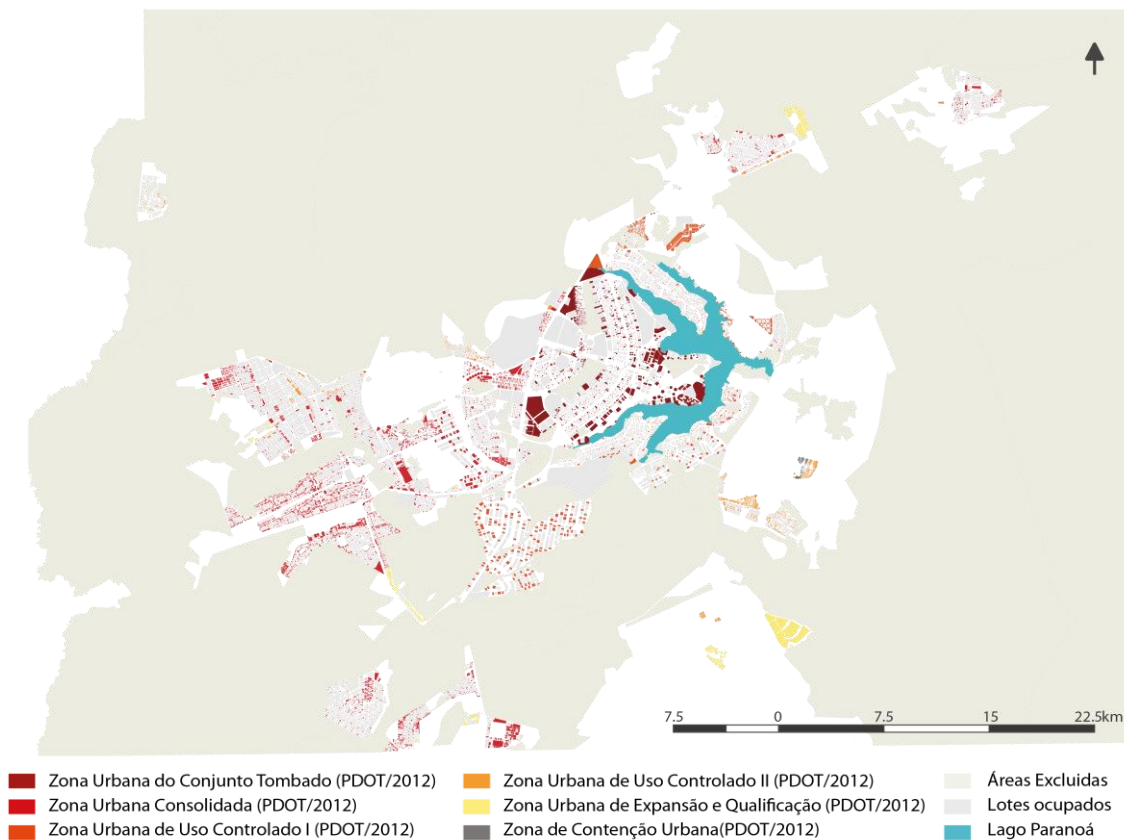 7.5 0 7.5 15 22.5km
Zona Urbana do Conjunto Tombado (PDOT/2012)
Zona Urbana Consolidada (PDOT/2012)
Zona Urbana de Uso Controlado I (PDOT/2012)
Zona Urbana de Uso Controlado II (PDOT/2012)
Zona Urbana de Expansão e Qualificação (PDOT/2012)
Zona de Contenção Urbana(PDOT/2012)
Áreas Excluidas
Lotes ocupados
Lago Paranoá